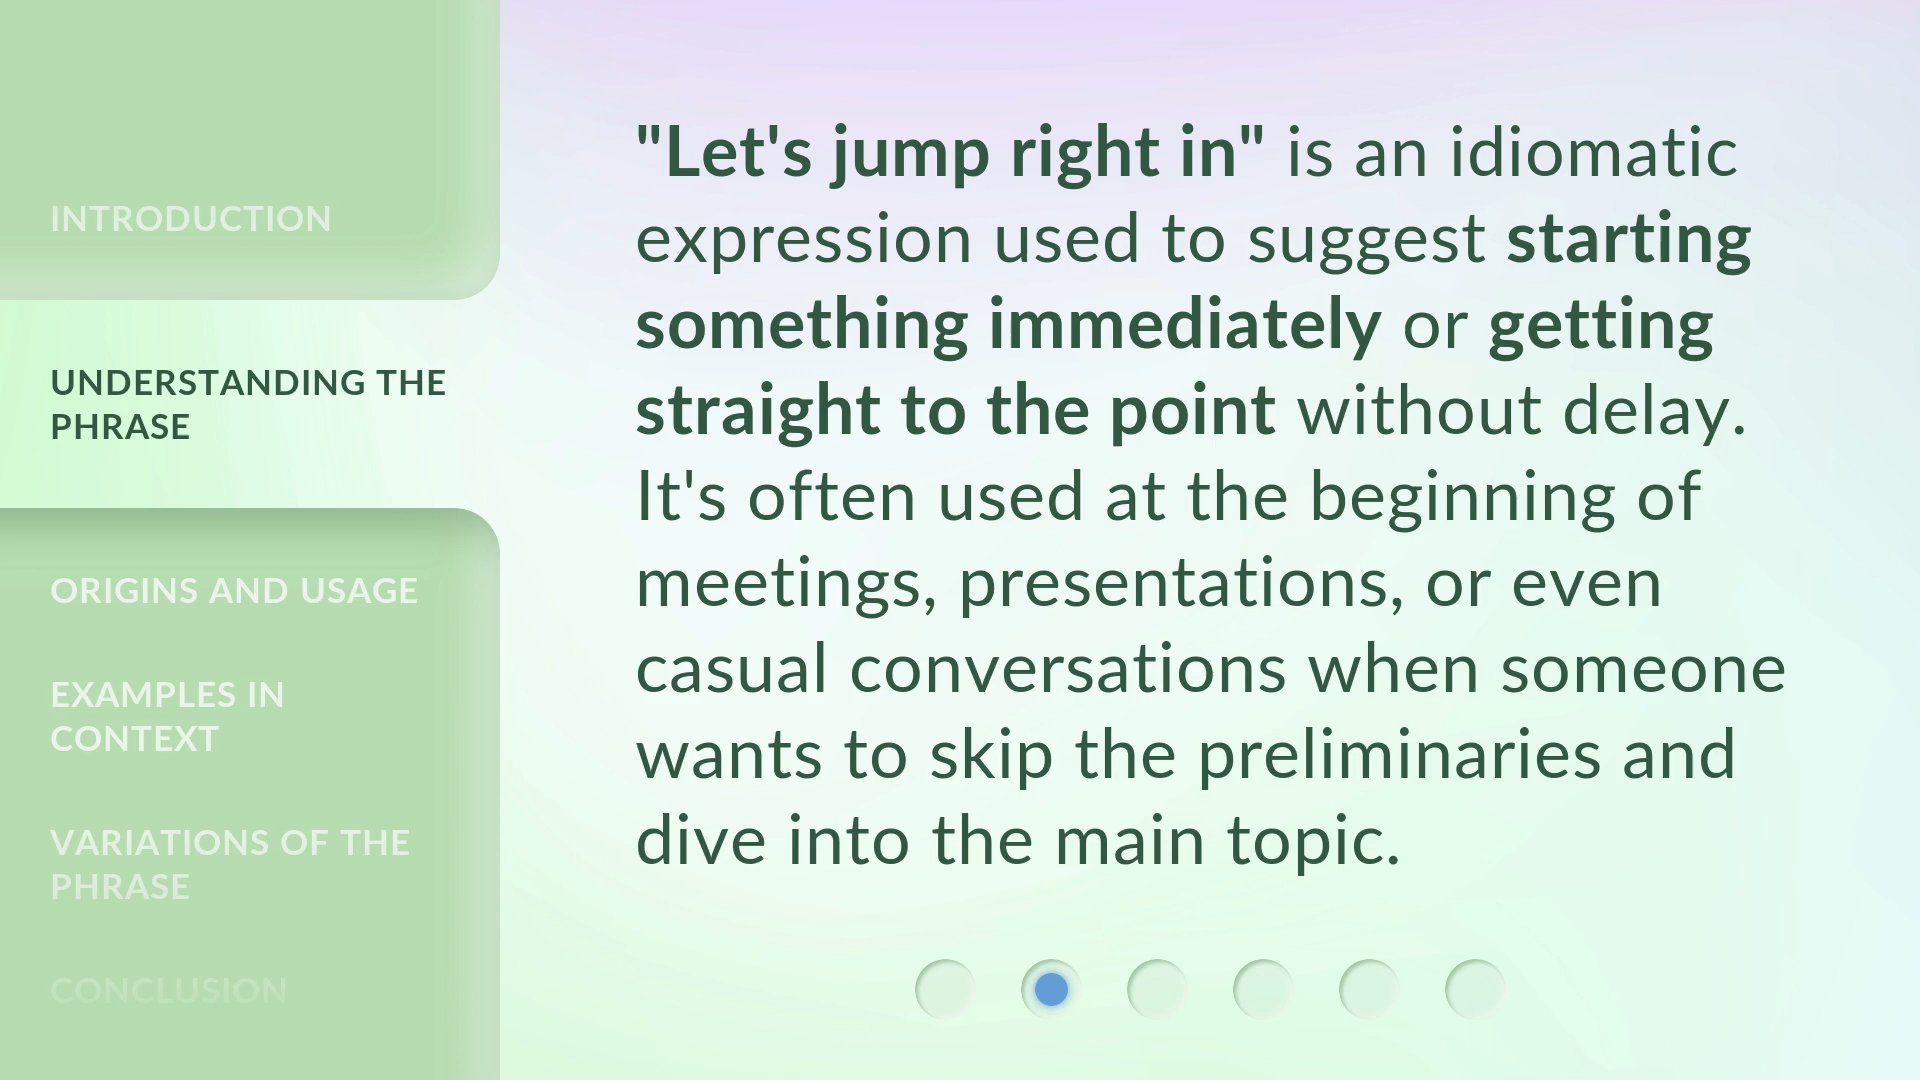 INTRODUCTION
UNDERSTANDING THE
PHRASE
ORIGINS AND USAGE
EXAMPLES IN
CONTEXT
VARIATIONS OF THE
PHRASE
CONCLUSION
"Let's jump right in" is an idiomatic
expression used to suggest starting
something immediately or getting
straight to the point without delay.
It's often used at the beginning of
meetings, presentations, or even
casual conversations when someone
wants to skip the preliminaries and
dive into the main topic.